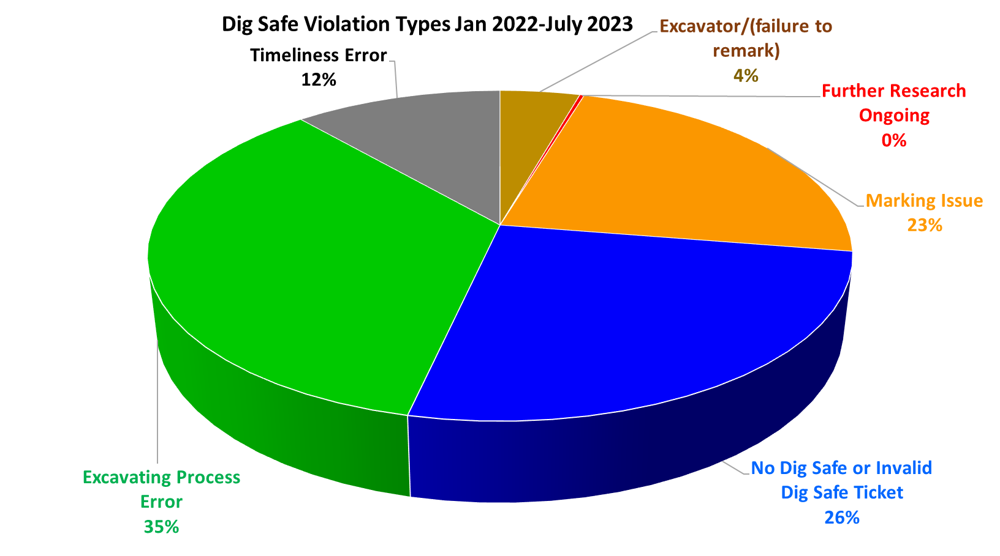 Dig Safe Violation Types Jan 2022-July 2023
Excavator/(failure to
remark)
4%
Timeliness Error
12%
Further Research
Ongoing
0%
Marking Issue
23%
No Dig Safe or Invalid
Dig Safe Ticket
26%
Excavating Process
Error
35%